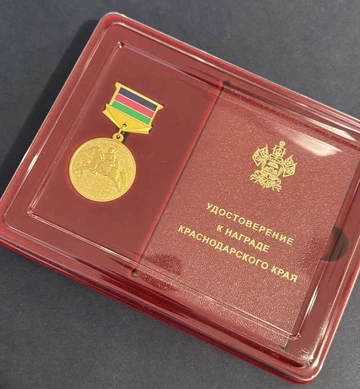 УДОСТОВЕРЕНИЕ
К НАГРАДЕ
КРАСНОДАРСКОГО КРАЯ